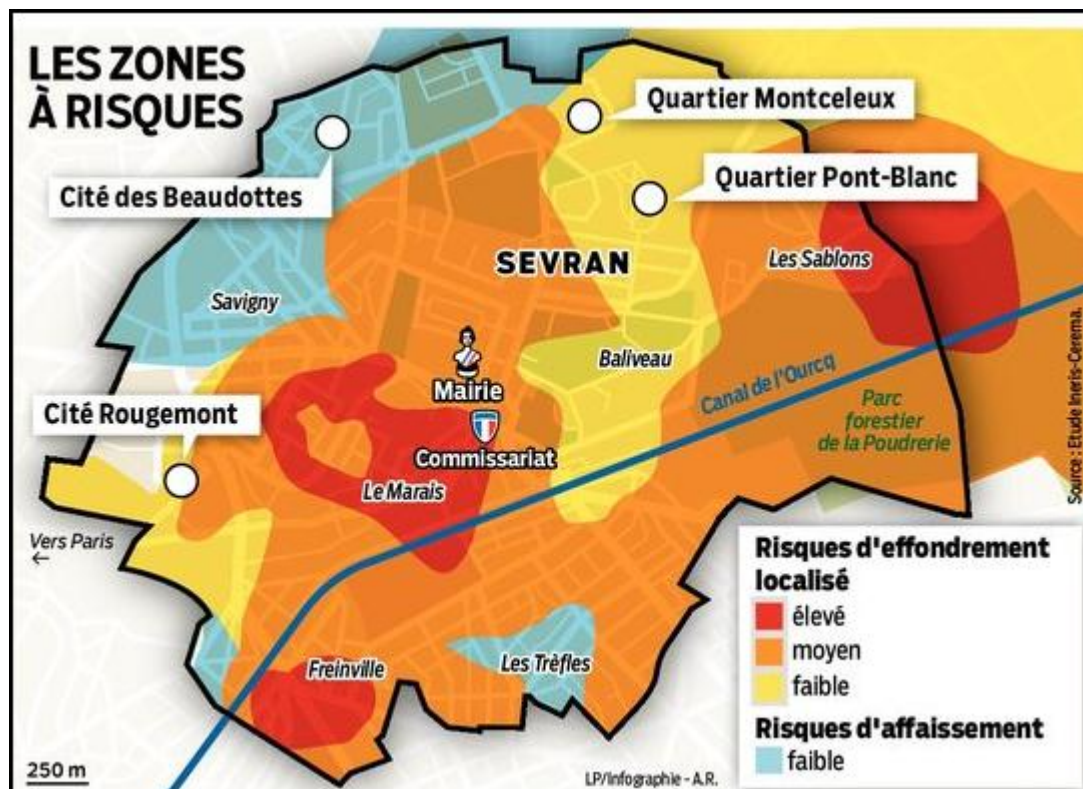 LES ZONES
À RISQUES
Quartier Montceleux
Cité des Beaudottes
Quartier Pont-Blanc
SEVRAN
Les Sablons
Savigny
Baliveau
Mairie
Canal de l'Ourcq
Cité Rougemont
Parc
forestier
de la Poudrerie
Commissariat
Le Marais
Vers Paris
←
Freinville
Les Trèfles
Risques d'effondrement
localisé
élevé
moyen
faible
Risques d'affaissement
faible
250 m
LP/Infographie - A.R.
Source : Etude Ineris-Cerema.